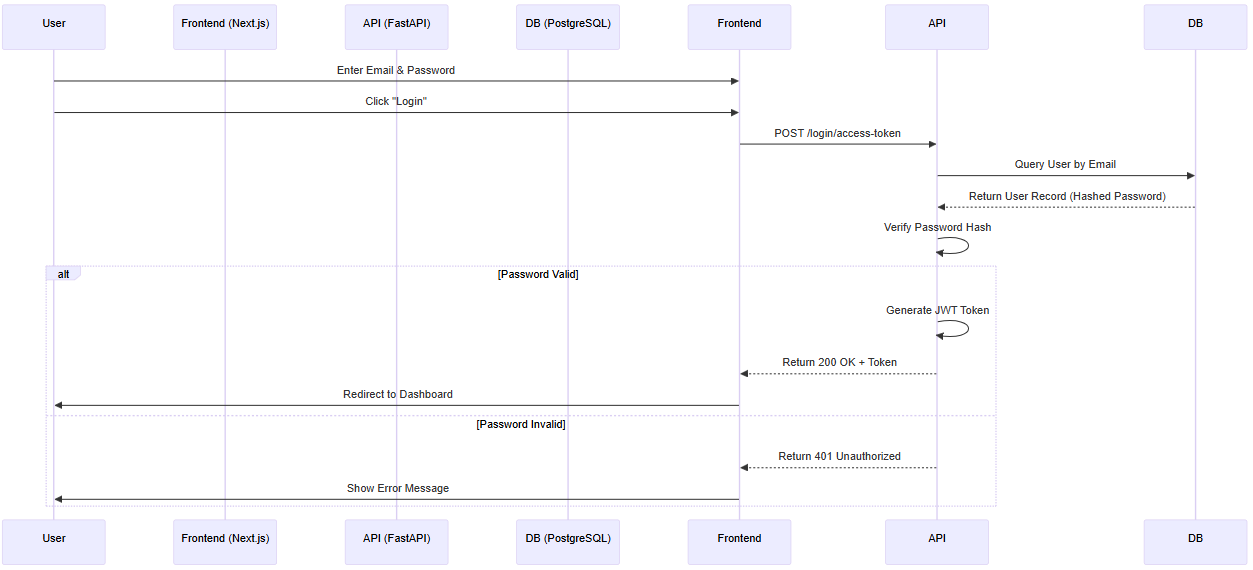 User
Frontend (Next.js)
API (FastAPI)
DB (PostgreSQL)
Frontend
API
DB
Enter Email & Password
Click "Login"
POST /login/access-token
Query User by Email
Return User Record (Hashed Password)
Verify Password Hash
alt
[Password Valid]
Generate JWT Token
Return 200 OK + Token
Redirect to Dashboard
[Password Invalid]
Return 401 Unauthorized
Show Error Message
User
Frontend (Next.js)
API (FastAPI)
DB (PostgreSQL)
Frontend
API
DB